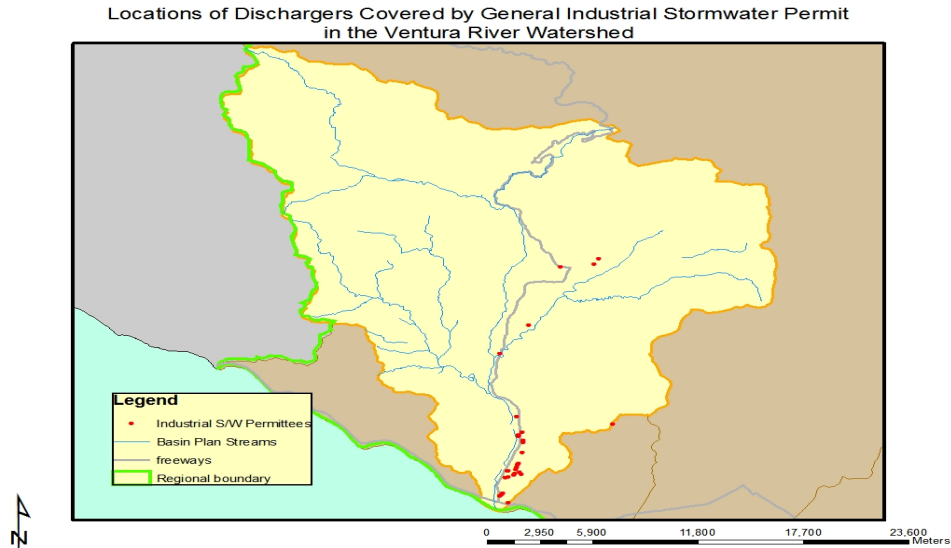 Locations of Dischargers Covered by General Industrial Stormwater Permit
in the Ventura River Watershed
Legend
Industrial S/W Permittees
Basin Plan Streams
freeways
Regional boundary
N
0 2,950 5,900 11,800 17,700 23,600
Meters